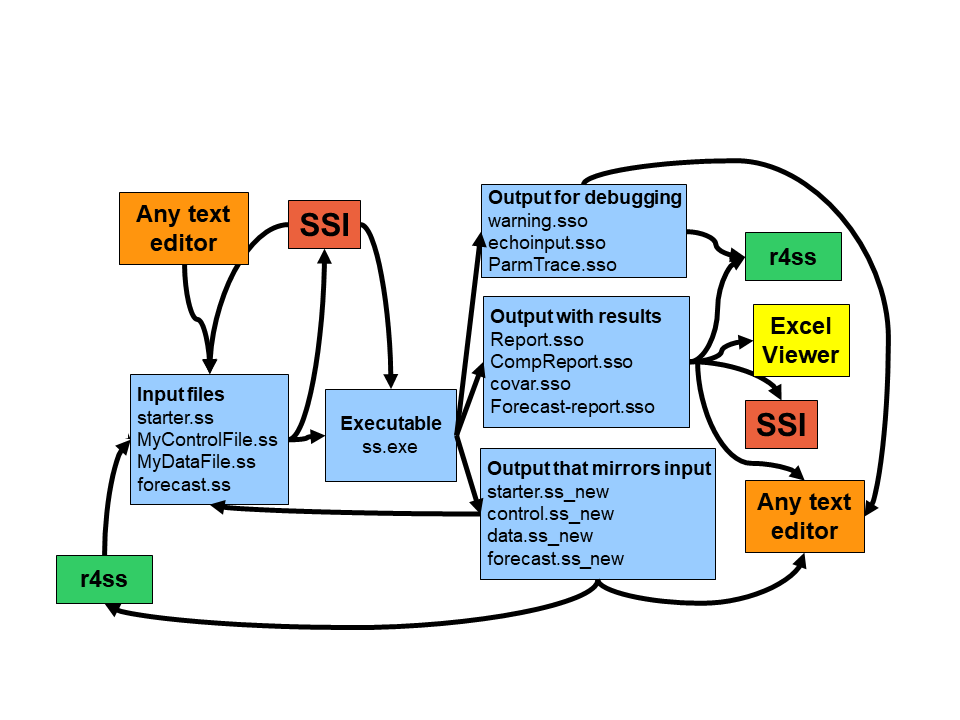 Any text
editor
SSI
Input files
starter.ss
MyControlFile.ss
MyDataFile.ss
forecast.ss
r4ss
Executable
ss.exe
Output for debugging
warning.sso
echoinput.sso
ParmTrace.sso
Output with results
Report.sso
CompReport.sso
covar.sso
Forecast-report.sso
Output that mirrors input
starter.ss_new
control.ss_new
data.ss_new
forecast.ss_new
r4ss
Excel
Viewer
SSI
Any text
editor